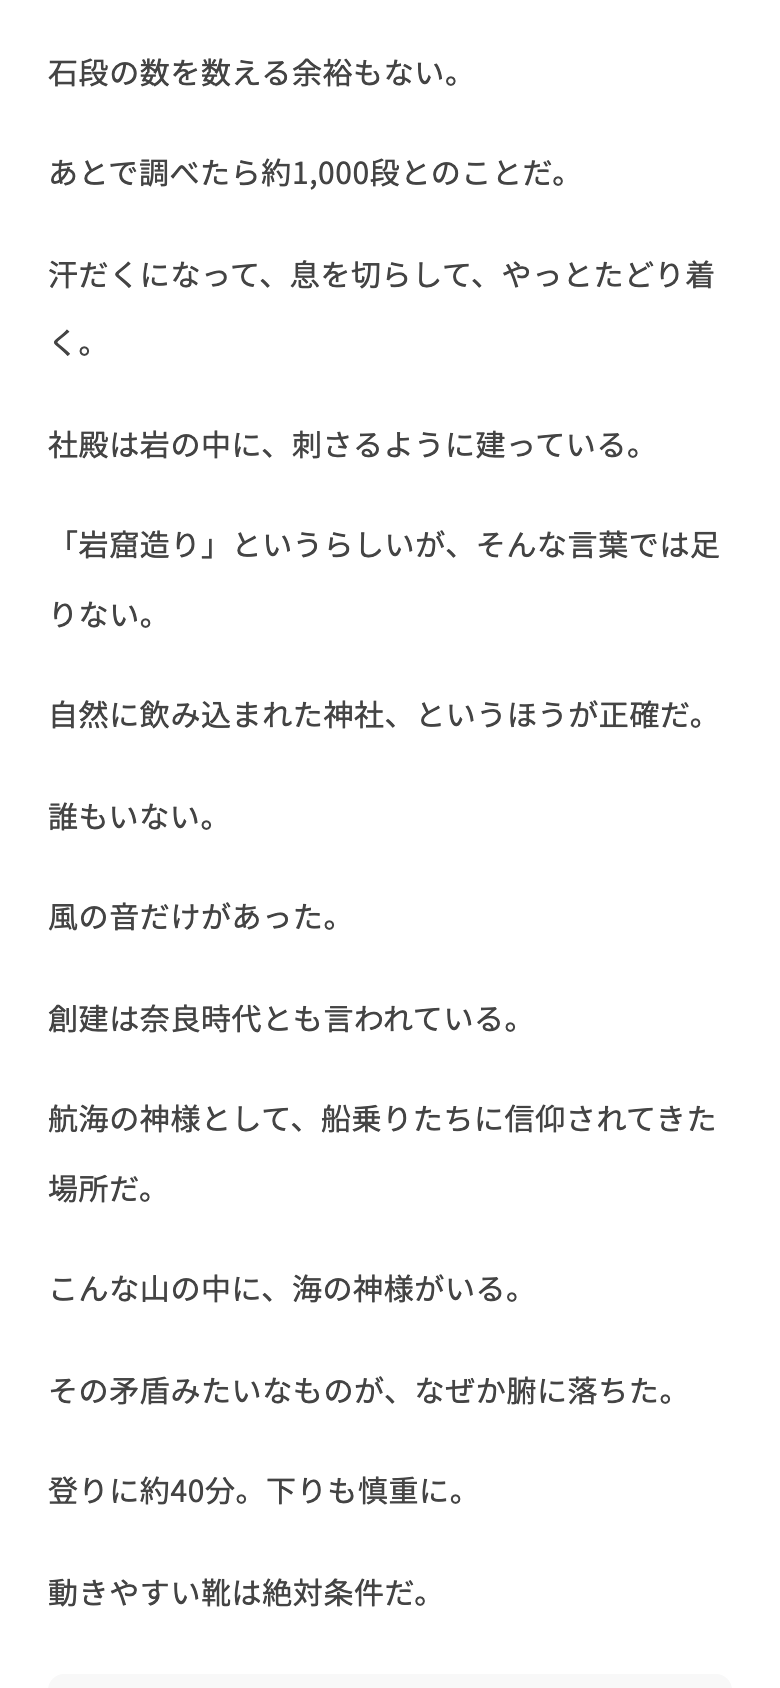 石段の数を数える余裕もない。
あとで調べたら約1,000段とのことだ。
汗だくになって、息を切らして、やっとたどり着
く。
社殿は岩の中に、刺さるように建っている。
「岩窟造り」というらしいが、そんな言葉では足
りない。
自然に飲み込まれた神社、というほうが正確だ。
誰もいない。
風の音だけがあった。
創建は奈良時代とも言われている。
航海の神様として、船乗りたちに信仰されてきた
場所だ。
こんな山の中に、海の神様がいる。
その矛盾みたいなものが、なぜか腑に落ちた。
登りに約40分。下りも慎重に。
動きやすい靴は絶対条件だ。